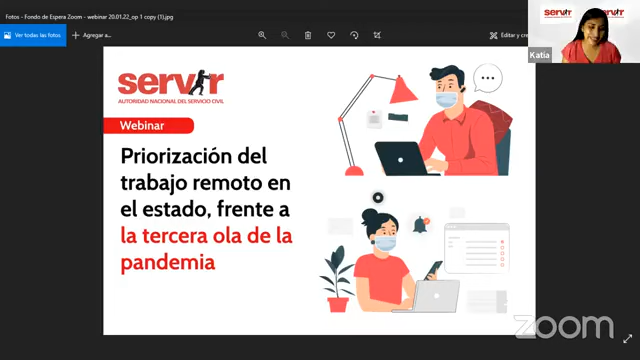 Fotos - Fondo de Espera Zoom - webinar 20.01.22_op 1 copy (1).jpg
Ver todas las fotos
Agregar a...
Editar y cre
servir
Katia
servir
AUTORIDAD NACIONAL DEL SERVICIO CIVIL
Webinar
Priorización del
trabajo remoto en
el estado, frente a
la tercera ola de la
pandemia
zoom